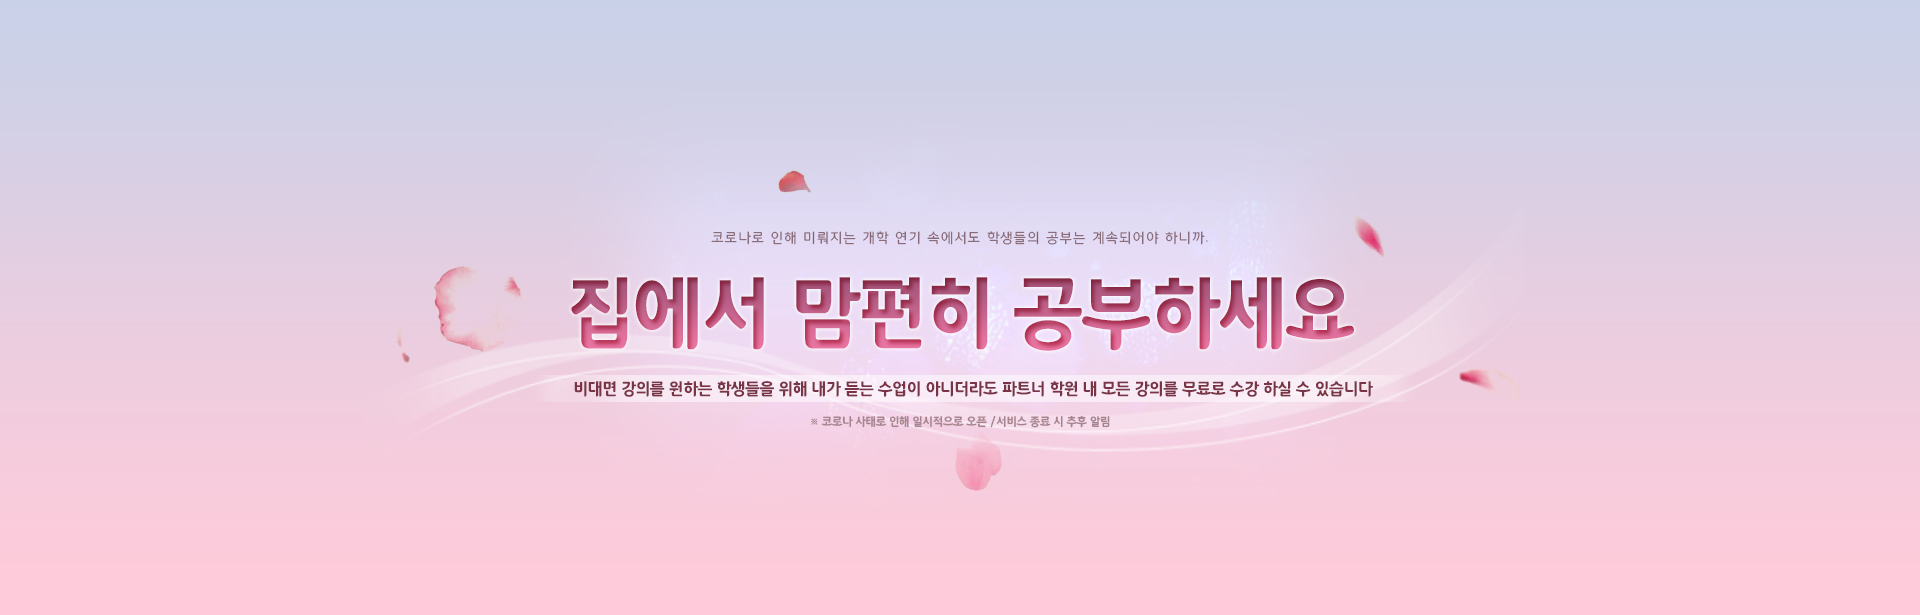 코로나로 인해 미뤄지는 개학 연기 속에서도 학생들의 공부는 계속되어야 하니까.
집에서 맘편히 공부하세요
비대면 강의를 원하는 학생들을 위해 내가 듣는 수업이 아니더라도 파트너 학원 내 모든 강의를 무료로 수강 하실 수 있습니다
※ 코로나 사태로 인해 일시적으로 오픈 /서비스 종료 시 추후 알림